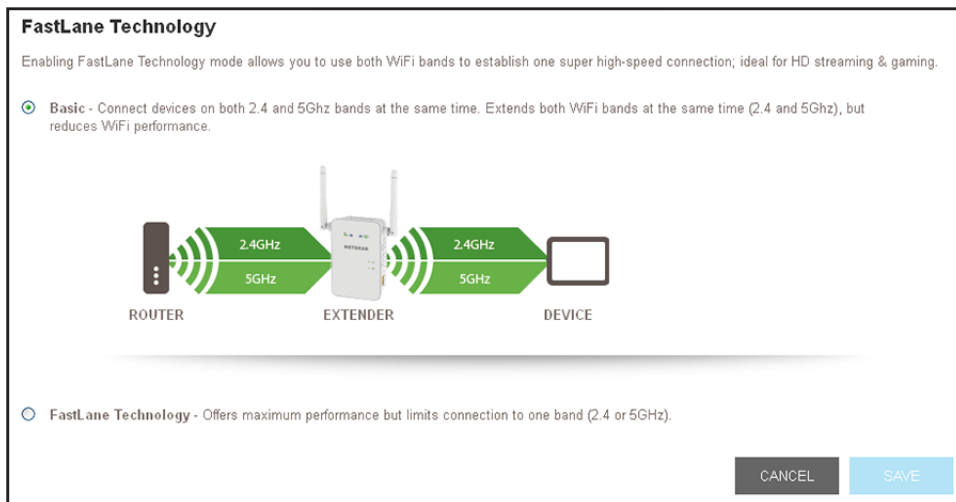 FastLane Technology
Enabling FastLane Technology mode allows you to use both WiFi bands to establish one super high-speed connection; ideal for HD streaming & gaming.
Basic - Connect devices on both 2.4 and 5Ghz bands at the same time. Extends both WiFi bands at the same time (2.4 and 5Ghz), but
reduces WiFi performance.
2.4GHz
NETGEAR
2.4GHz
5GHz
5GHz
ROUTER
EXTENDER
DEVICE
FastLane Technology - Offers maximum performance but limits connection to one band (2.4 or 5GHz).
CANCEL
SAVE